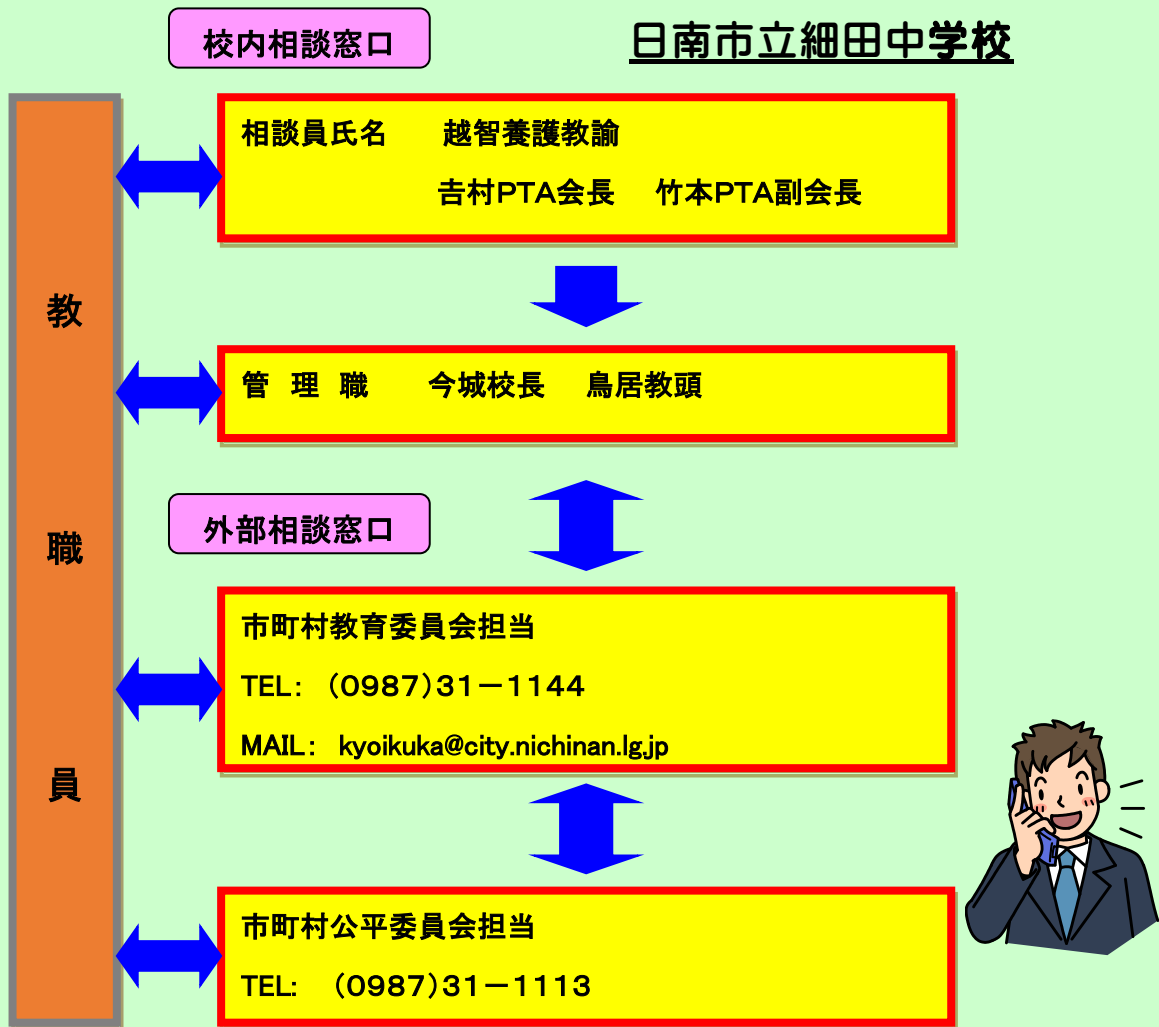 校内相談窓口
日南市立細田中学校
相談員氏名　　越智養護教諭
吉村PTA会長　竹本PTA副会長
教職員
管　理　職　　今城校長　鳥居教頭
外部相談窓口
市町村教育委員会担当
TEL：　（０９８７）３１－１１４４
MAIL：　kyoikuka@city.nichinan.lg.jp
市町村公平委員会担当
TEL:　（０９８７）３１－１１１３